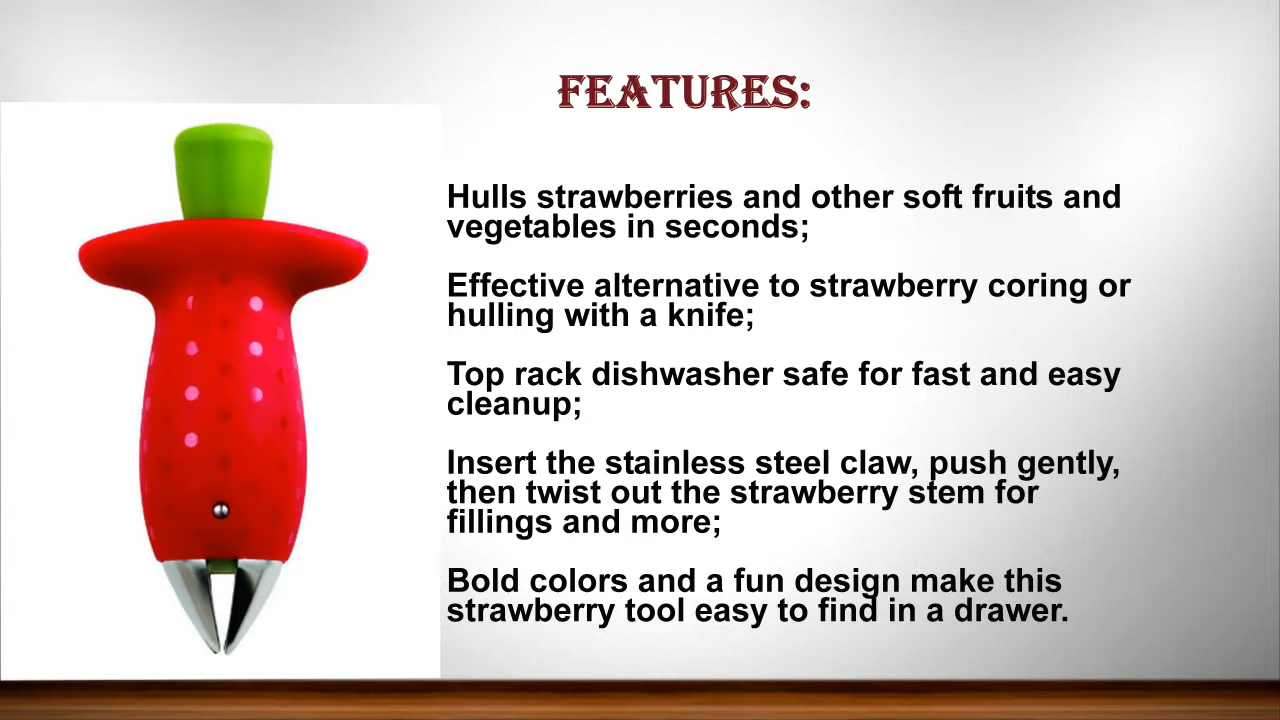 FEATURES:
Hulls strawberries and other soft fruits and
vegetables in seconds;
Effective alternative to strawberry coring or
hulling with a knife;
Top rack dishwasher safe for fast and easy
cleanup;
Insert the stainless steel claw, push gently,
then twist out the strawberry stem for
fillings and more;
Bold colors and a fun design make this
strawberry tool easy to find in a drawer.